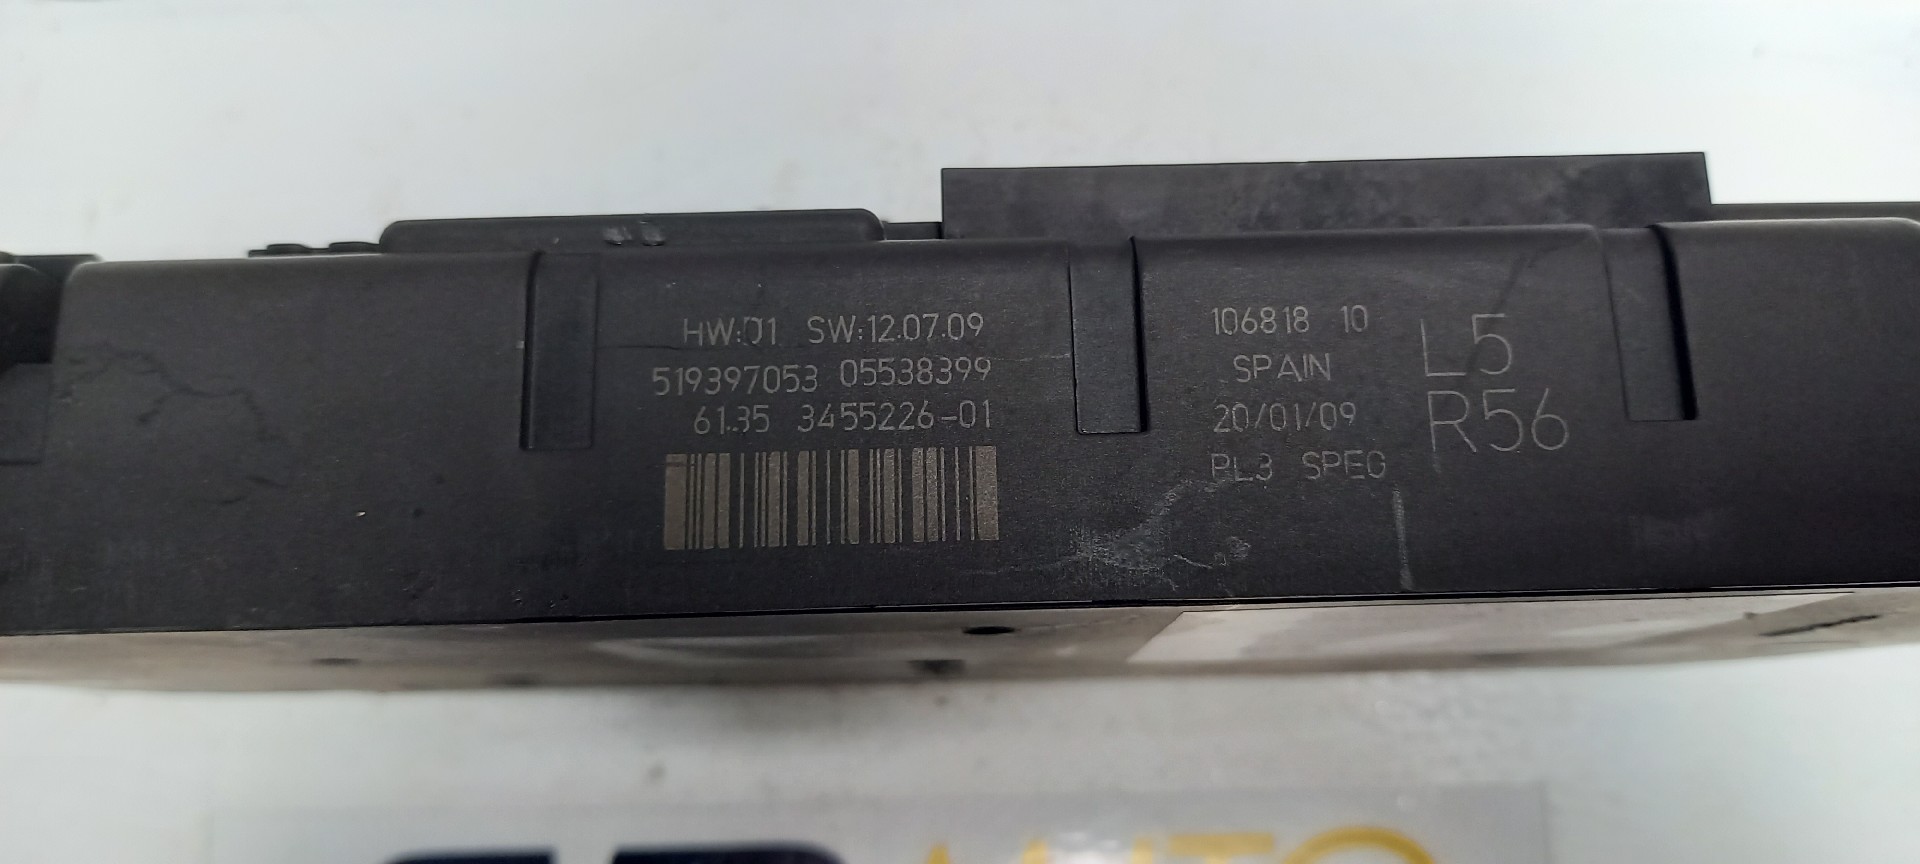 HW:01 SW:12.07.09
519397053 05538399
61.35 3455226-01
106818 10
SPAIN
20/01/09
PL3 SPEG
L5
R56